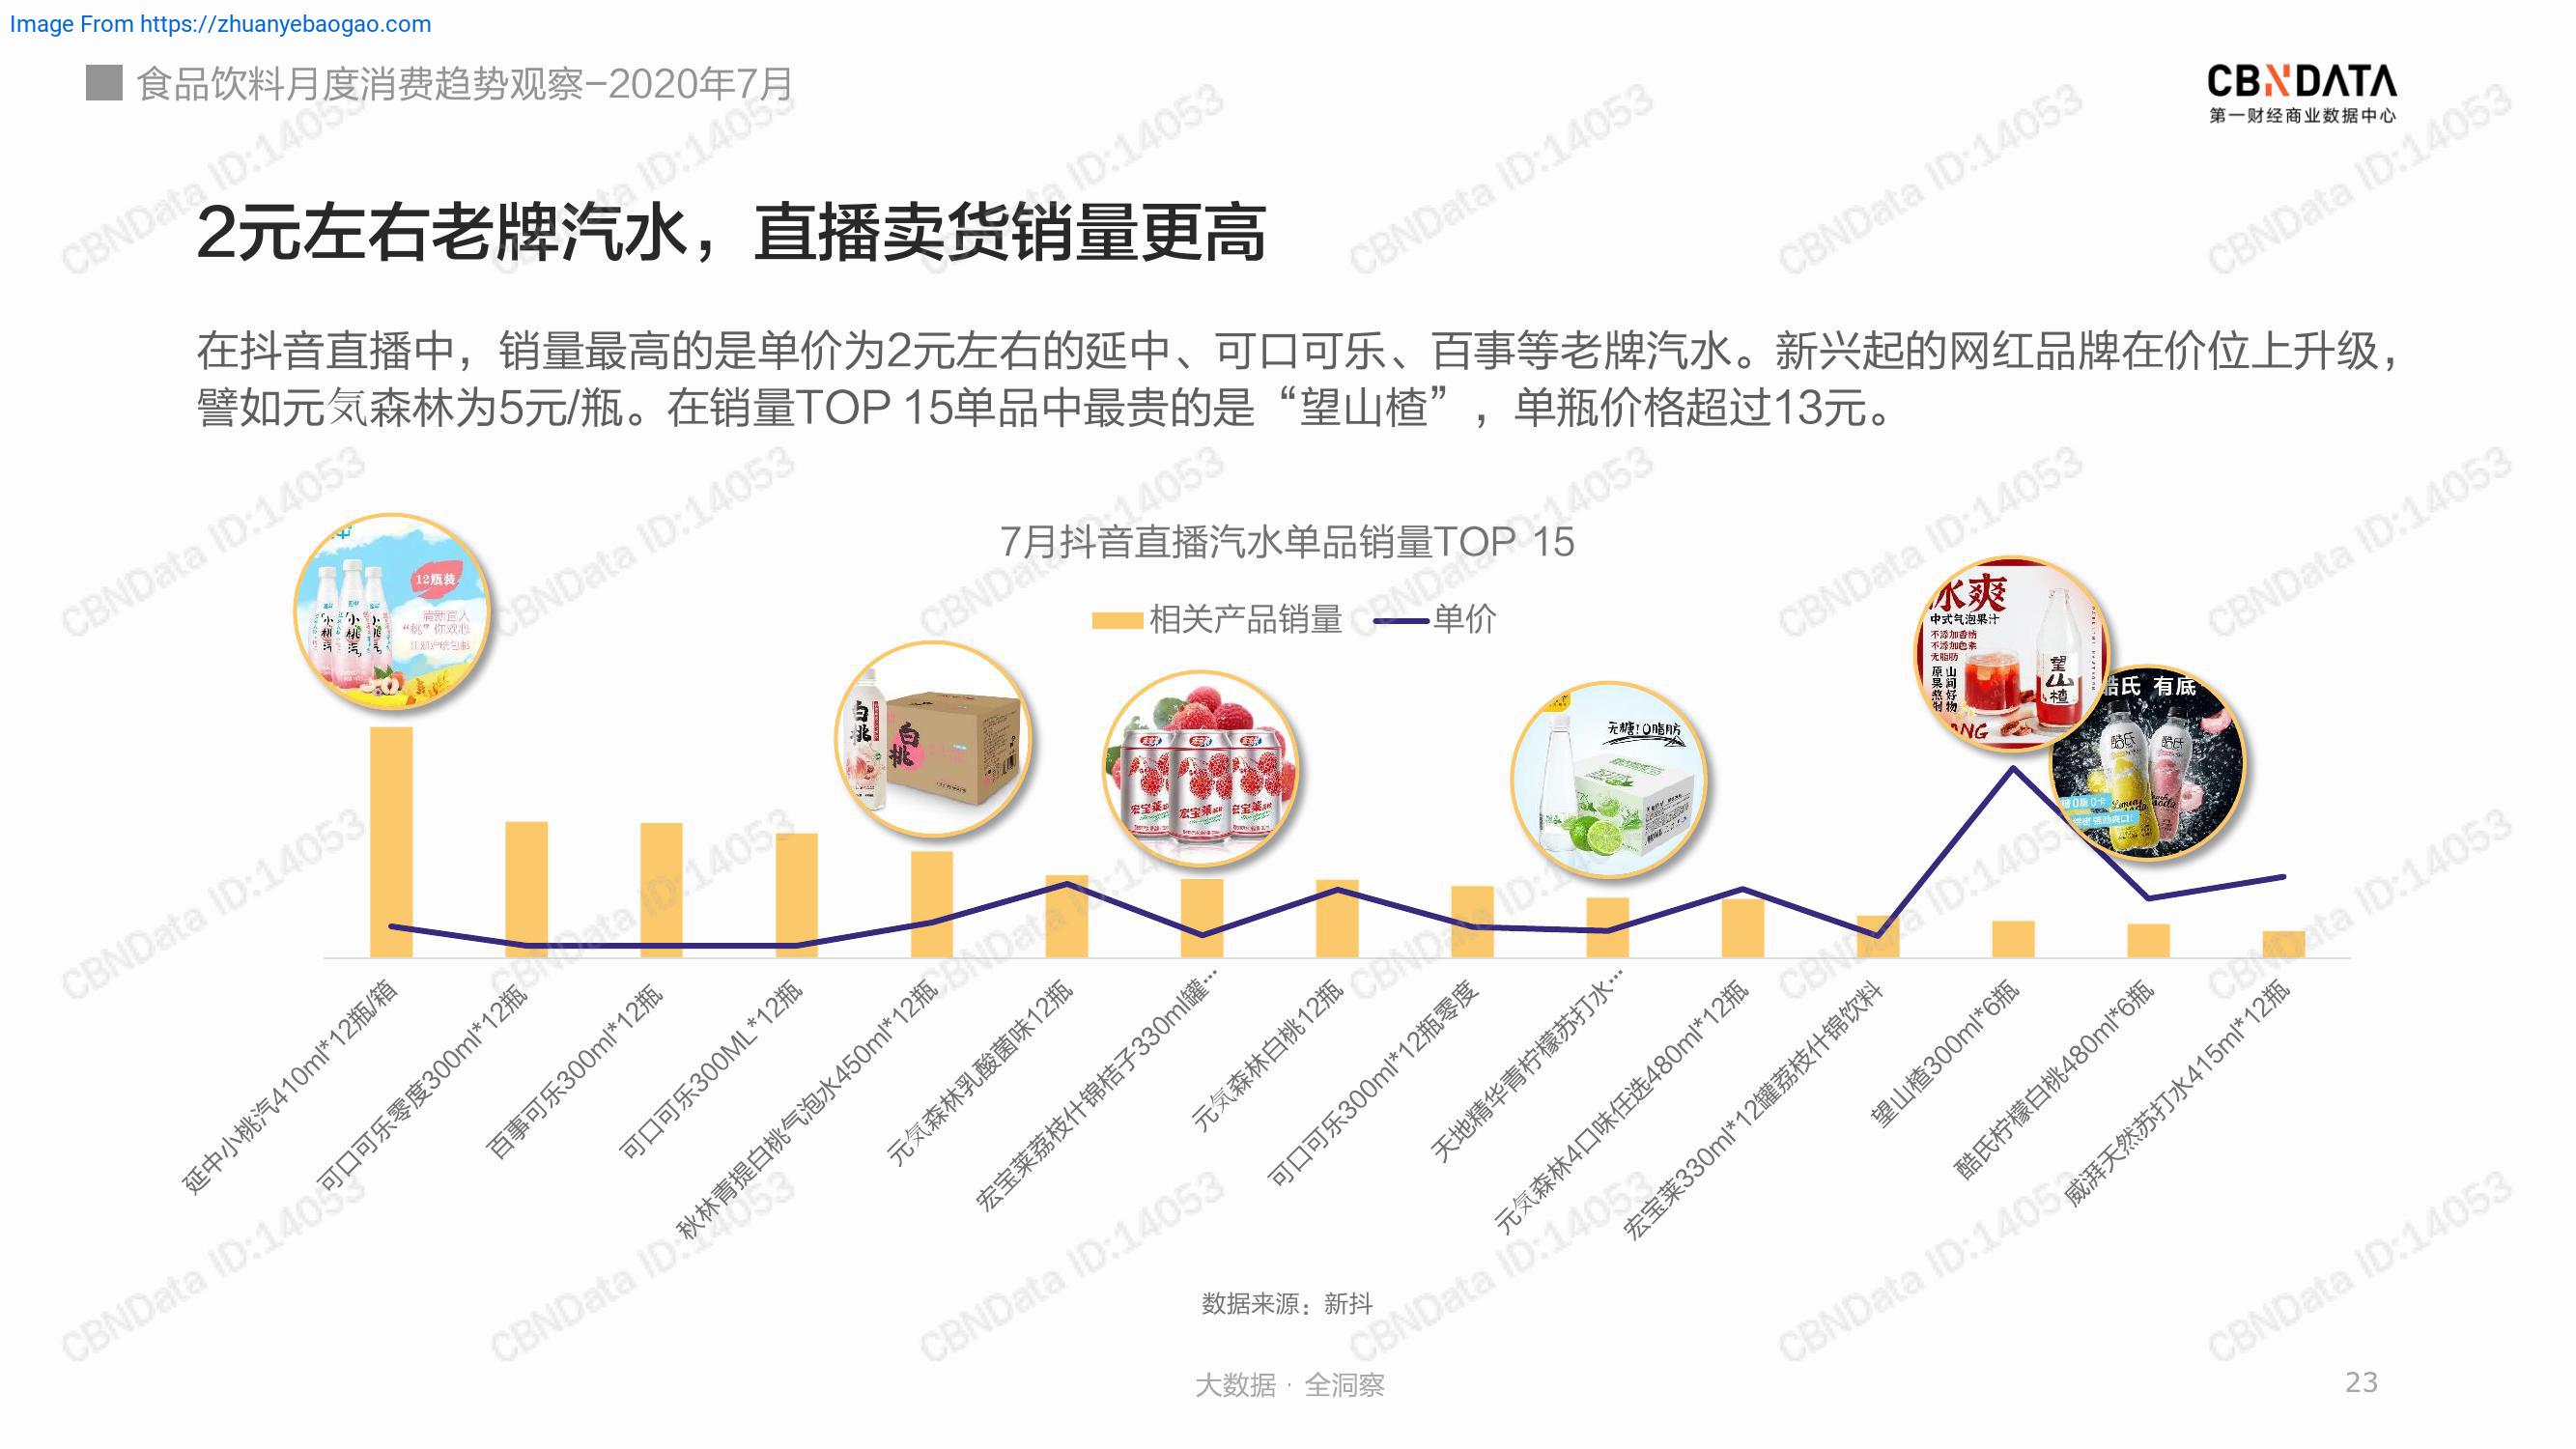 Image From https://zhuanyebaogao.com
食品饮料月度消费趋势观察–2020年7月
CBNDATA
第一财经商业数据中心
2元左右老牌汽水，直播卖货销量更高
在抖音直播中，销量最高的是单价为2元左右的延中、可口可乐、百事等老牌汽水。新兴起的网红品牌在价位上升级，
譬如元気森林为5元/瓶。在销量TOP 15单品中最贵的是“望山楂”，单瓶价格超过13元。
7月抖音直播汽水单品销量TOP 15
相关产品销量
单价
12瓶装
小桃汽
白桃
白桃
宏宝莱
无糖！0脂肪
冰爽
中式气泡果汁
不添加香精
不添加色素
无脂肪
望山楂
酷氏 有底
酷氏
酷氏
延中小桃汽410ml*12瓶/箱
可口可乐零度300ml*12瓶
百事可乐300ml*12瓶
可口可乐300ML*12瓶
秋林青提白桃气泡水450ml*12瓶
元気森林乳酸菌味12瓶
宏宝莱荔枝什锦桔子330ml罐…
元気森林白桃12瓶
可口可乐300ml*12瓶零度
天地精华青柠檬苏打水…
元気森林4口味任选480ml*12瓶
宏宝莱330ml*12罐荔枝什锦饮料
望山楂300ml*6瓶
酷氏柠檬白桃480ml*6瓶
威湃天然苏打水415ml*12瓶
数据来源：新抖
大数据 · 全洞察
23
CBNData ID:14053